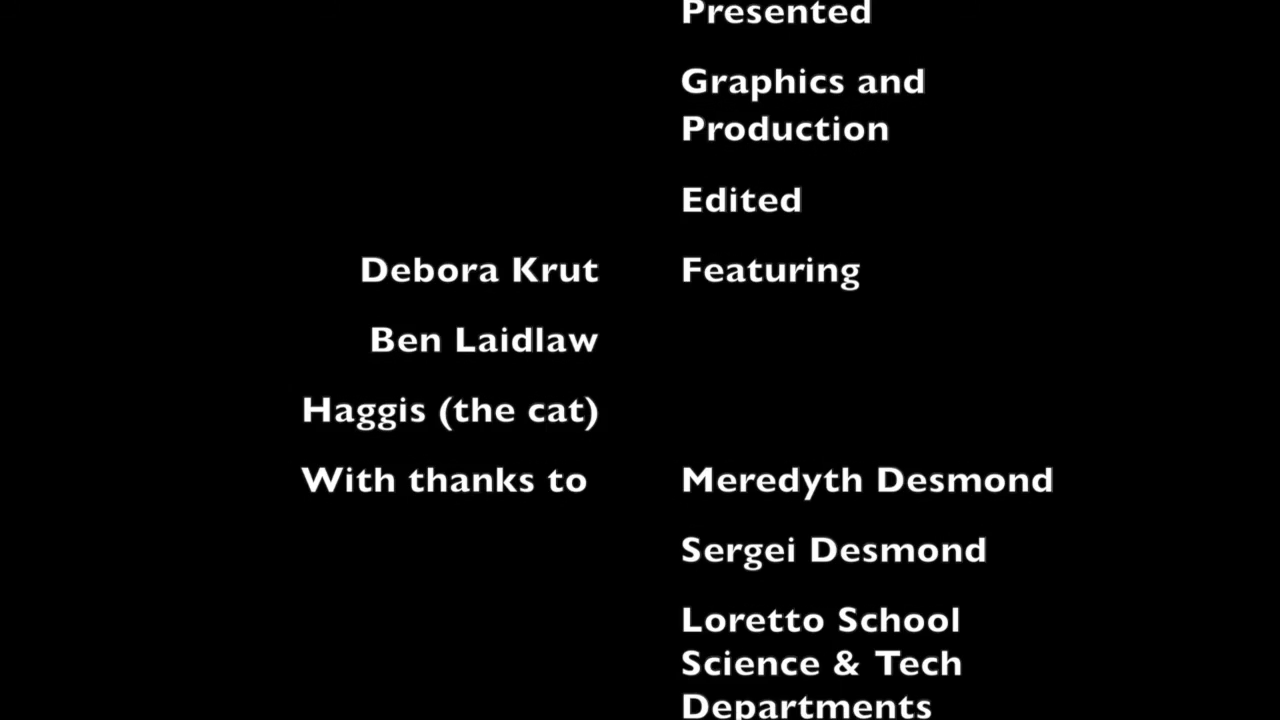 Presented
Graphics and
Production
Edited
Debora Krut Featuring
Ben Laidlaw
Haggis (the cat)
With thanks to Meredyth Desmond
Sergei Desmond
Loretto School
Science & Tech
Departments